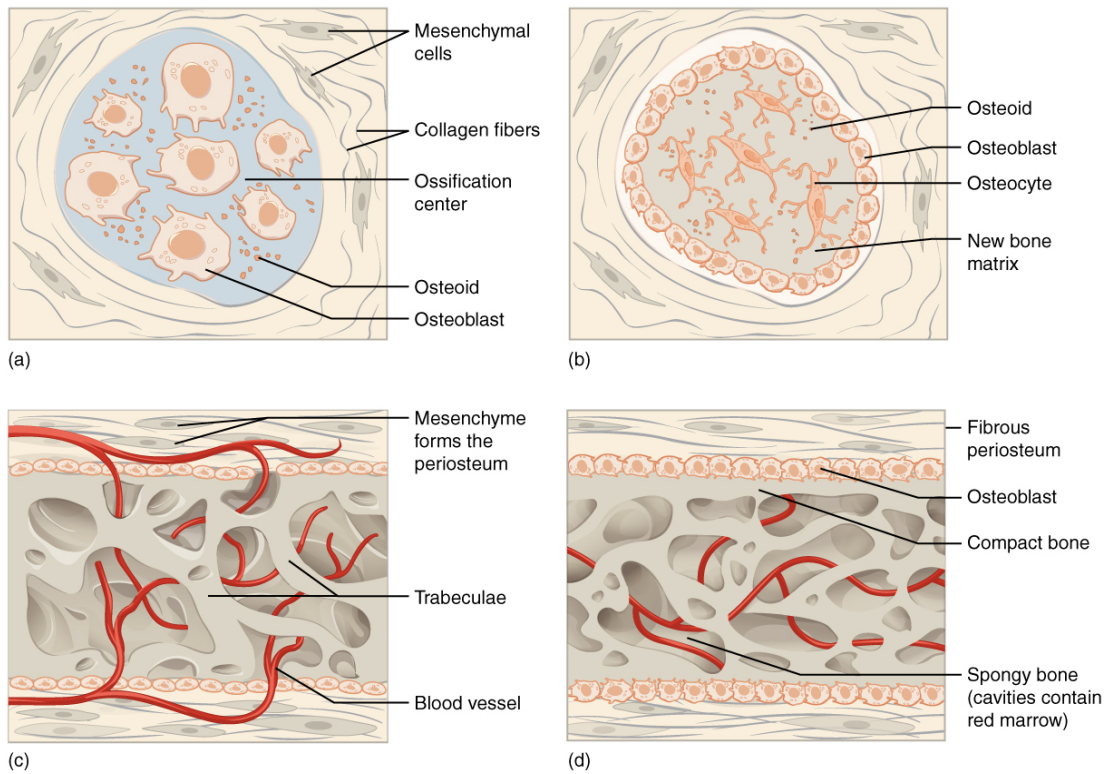 Mesenchymal
cells
Collagen fibers
Ossification
center
Osteoid
Osteoblast
(a)
Osteoid
Osteoblast
Osteocyte
New bone
matrix
(b)
Mesenchyme
forms the
periosteum
Trabeculae
Blood vessel
(c)
Fibrous
periosteum
Osteoblast
Compact bone
Spongy bone
(cavities contain
red marrow)
(d)